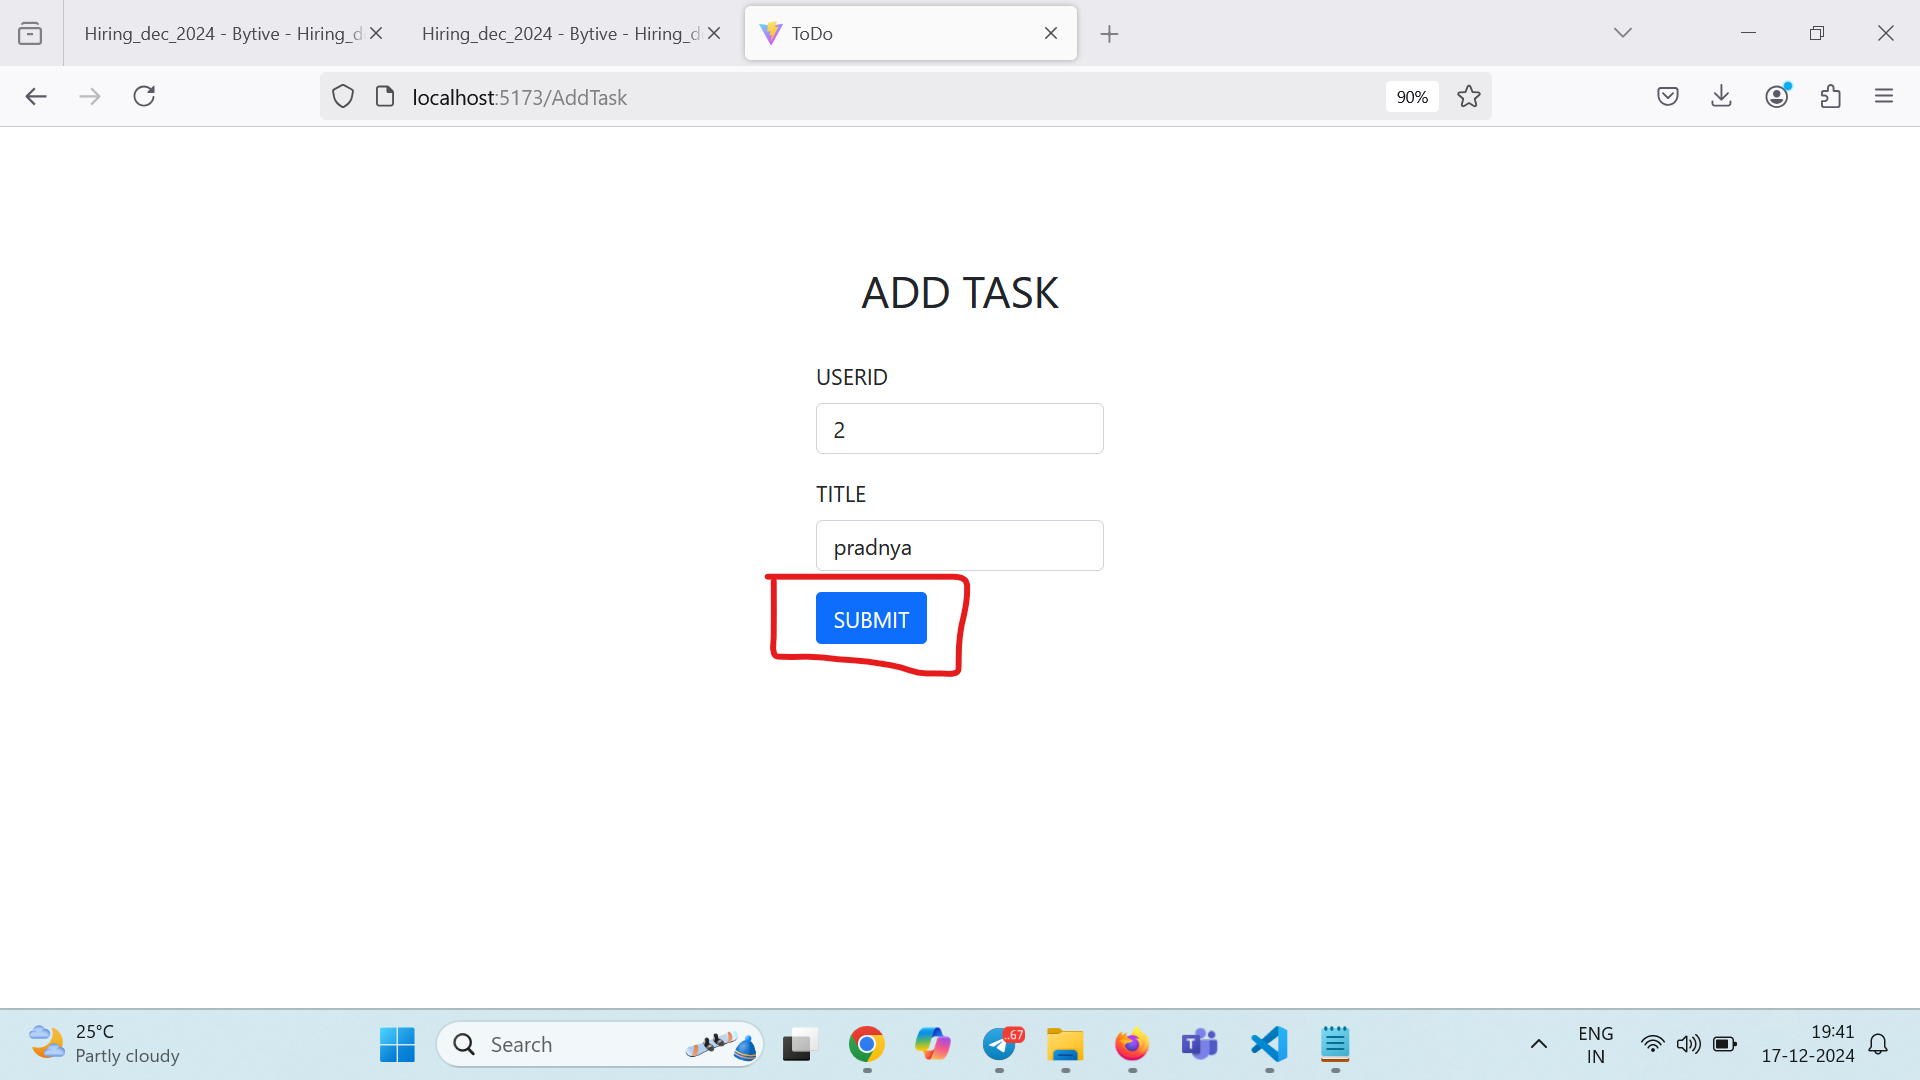 Hiring_dec_2024 - Bytive - Hiring_d
Hiring_dec_2024 - Bytive - Hiring_d
ToDo
localhost:5173/AddTask
90%
ADD TASK
USERID
2
TITLE
pradnya
SUBMIT
25°C
Partly cloudy
Search
..67
ENG
IN
19:41
17-12-2024